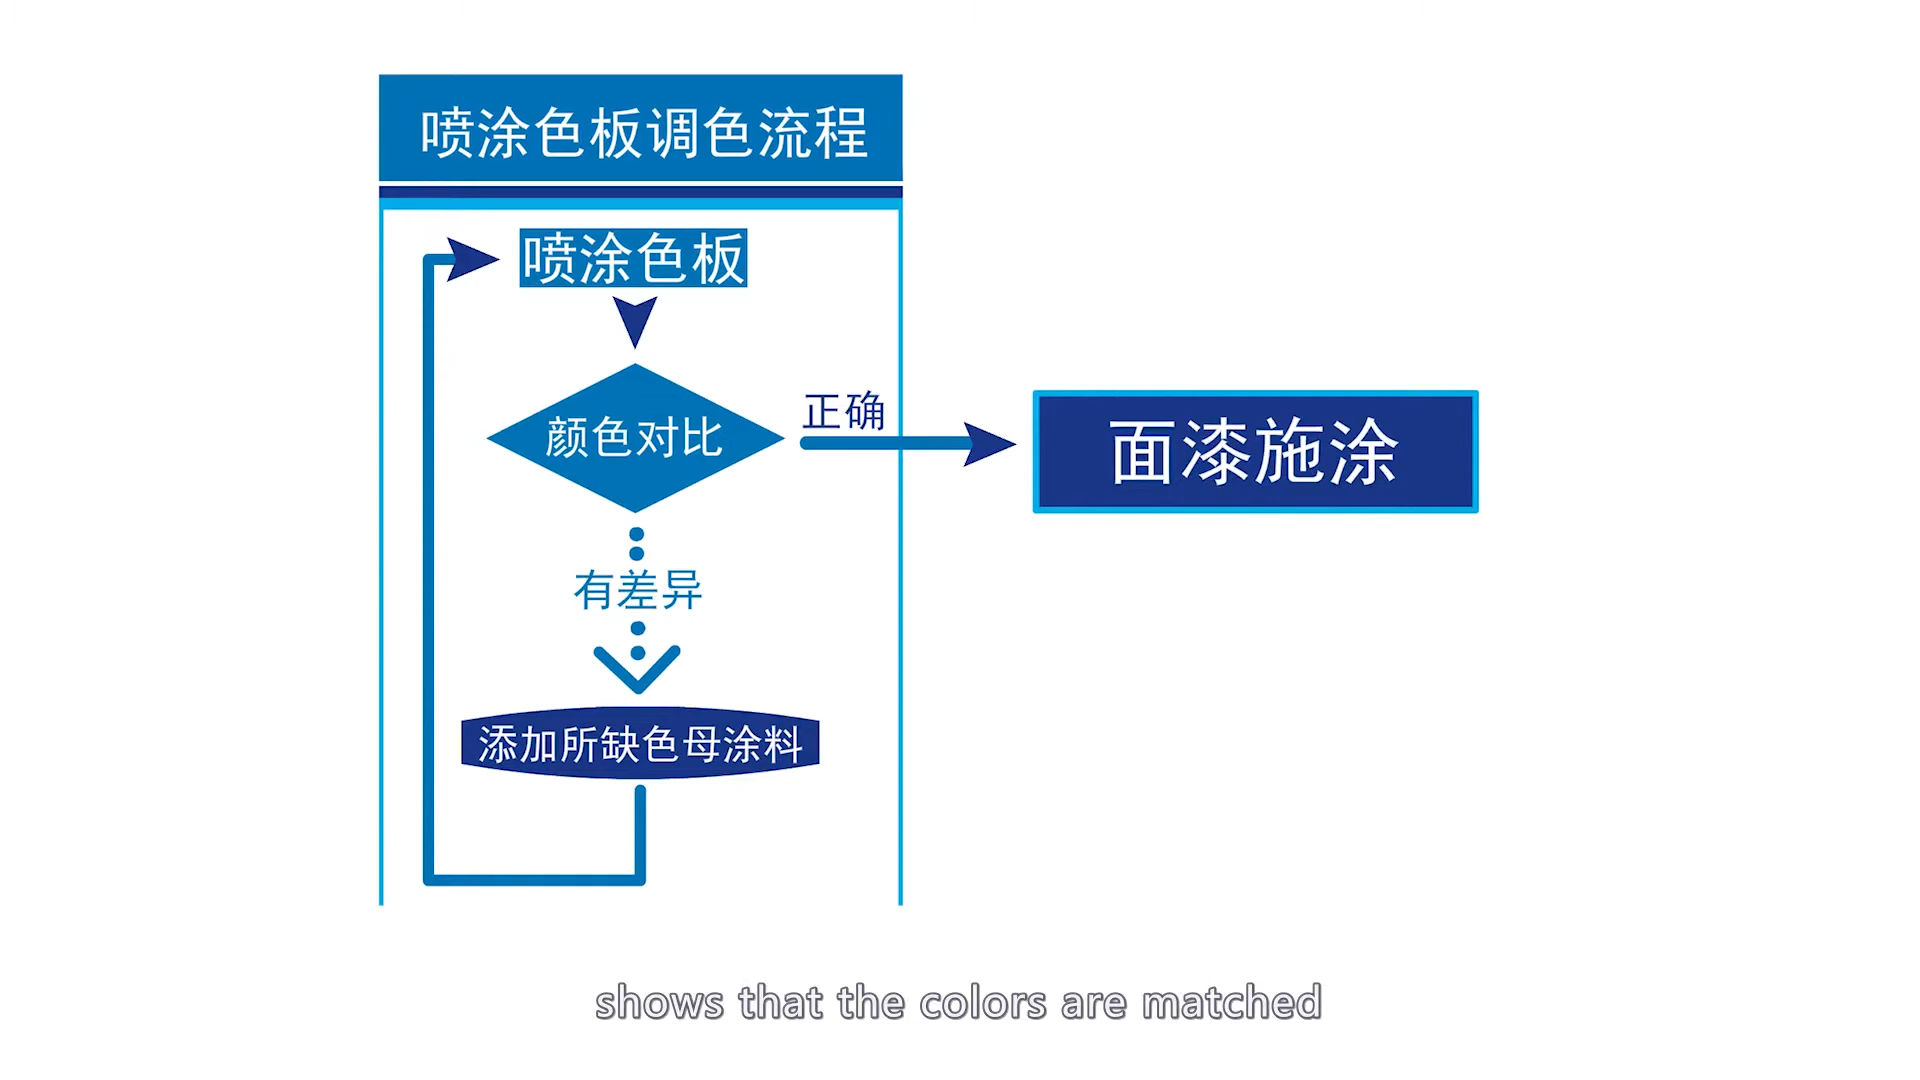 喷涂色板调色流程
喷涂色板
颜色对比
正确
面漆施涂
有差异
添加所缺色母涂料
shows that the colors are matched